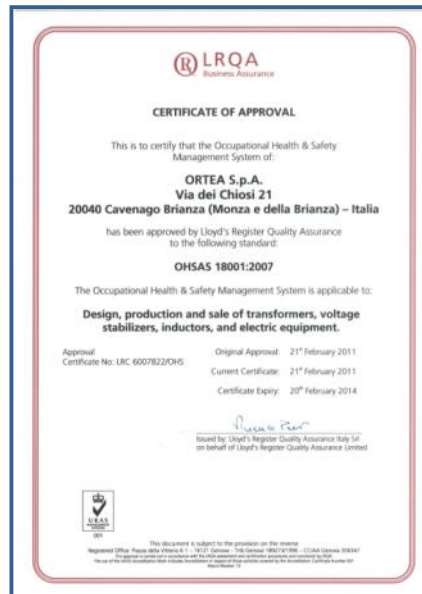 LRQA
Business Assurance
CERTIFICATE OF APPROVAL
This is to certify that the Occupational Health & Safety
Management System of:
ORTEA S.p.A.
Via dei Chiosi 21
20040 Cavenago Brianza (Monza e della Brianza) – Italia
has been approved by Lloyd's Register Quality Assurance
to the following standard:
OHSAS 18001:2007
The Occupational Health & Safety Management System is applicable to:
Design, production and sale of transformers, voltage
stabilizers, inductors, and electric equipment.
Approval
Certificate No: LRC 6007822/OHS
Original Approval: 21st February 2011
Current Certificate: 21st February 2011
Certificate Expiry: 20th February 2014
Issued by: Lloyd's Register Quality Assurance Italy Srl
on behalf of Lloyd's Register Quality Assurance Limited
UKAS
001
This document is subject to the provision on the reverse